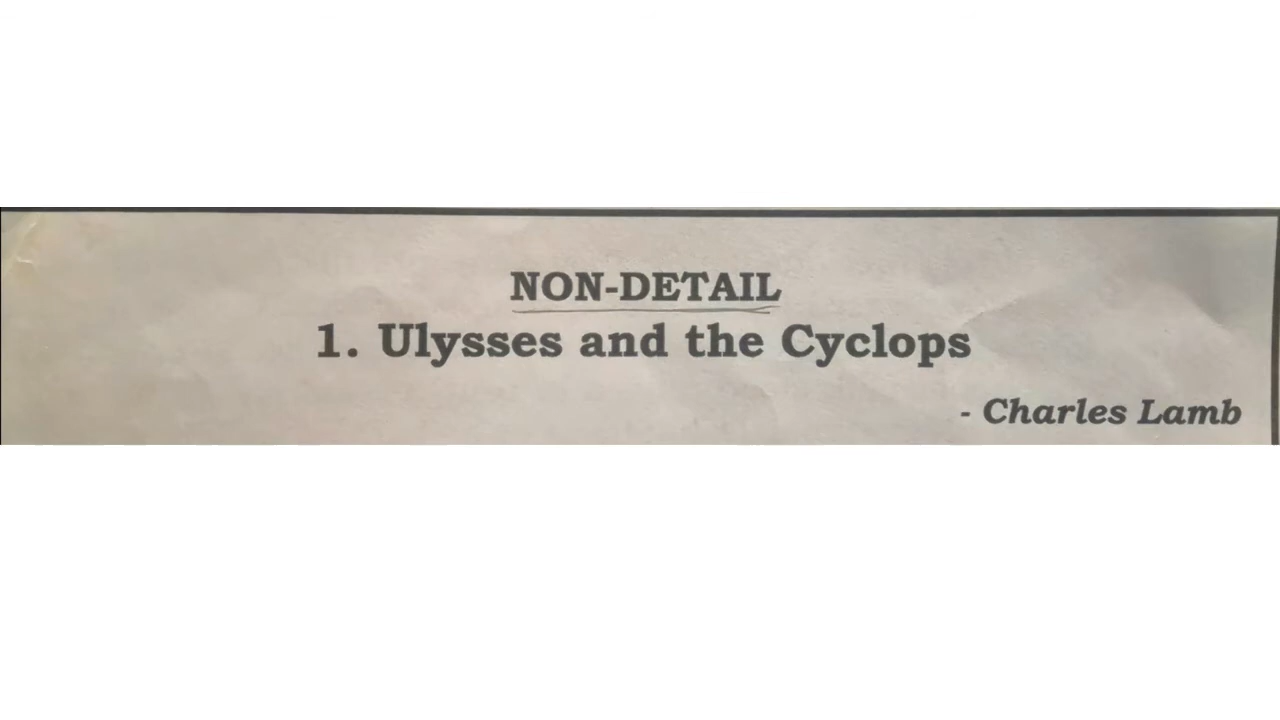 NON-DETAIL
1. Ulysses and the Cyclops
- Charles Lamb